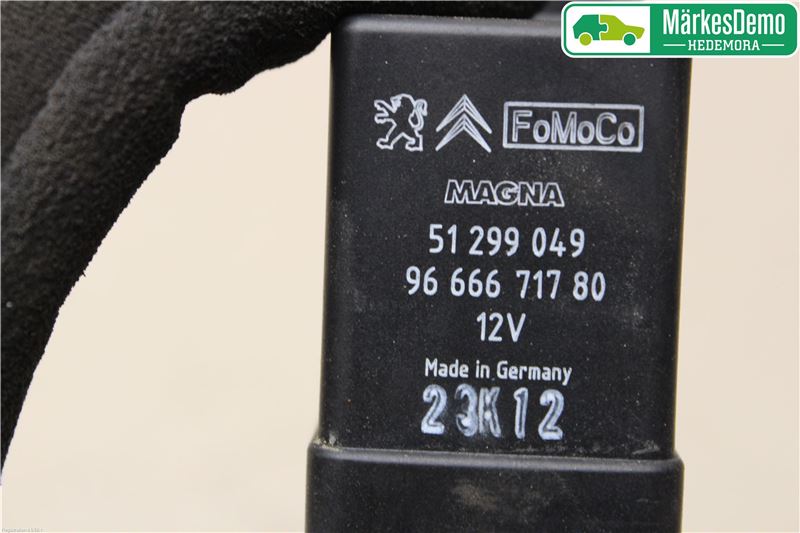 MärkesDemo
HEDEMORA
FoMoCo
MAGNA
51 299 049
96 666 717 80
12V
Made in Germany
23K12